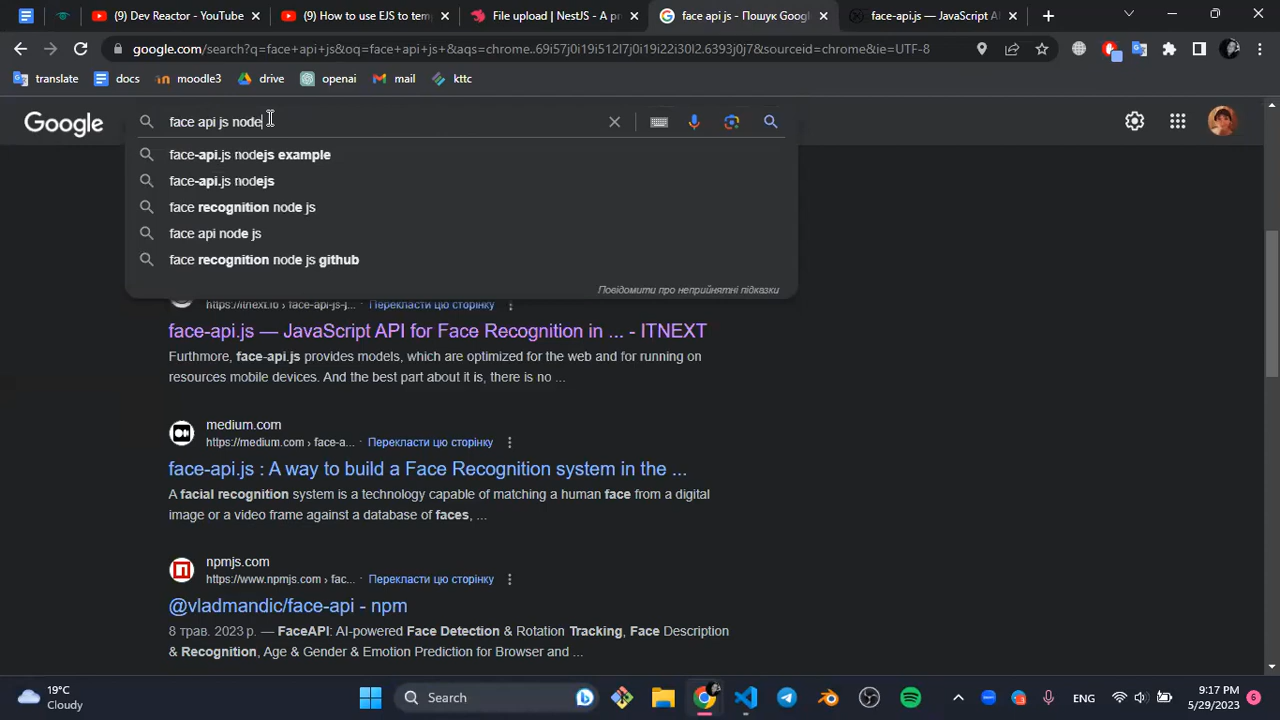 (3) Dev Reactor - YouTube
(9) How to use EJS to tem
File upload | NestJS - A pr
face api js - Пошук Goog
face-api.js — JavaScript A
google.com/search?q=face+api+js&oq=face+api+js+&aqs=chrome..69i57j0i19i512l7j0i19i22i30l2.6393j0j7&sourceid=chrome&ie=UTF-8
translate
docs
moodle3
drive
openai
mail
kttc
Google
face api js node
face-api.js nodejs example
face-api.js nodejs
face recognition node js
face api node js
face recognition node js github
Повідомити про неприйнятні підказки
https://itnext.io › face-api-js-j... · Перекласти цю сторінку
face-api.js — JavaScript API for Face Recognition in ... - ITNEXT
Furthmore, face-api.js provides models, which are optimized for the web and for running on
resources mobile devices. And the best part about it is, there is no ...
medium.com
https://medium.com › face-a... · Перекласти цю сторінку
face-api.js : A way to build a Face Recognition system in the ...
A facial recognition system is a technology capable of matching a human face from a digital
image or a video frame against a database of faces, ...
npmjs.com
https://www.npmjs.com › fac... · Перекласти цю сторінку
@vladmandic/face-api - npm
8 трав. 2023 р. — FaceAPI: AI-powered Face Detection & Rotation Tracking, Face Description
& Recognition, Age & Gender & Emotion Prediction for Browser and ...
19°C
Cloudy
Search
ENG
9:17 PM
5/29/2023
6